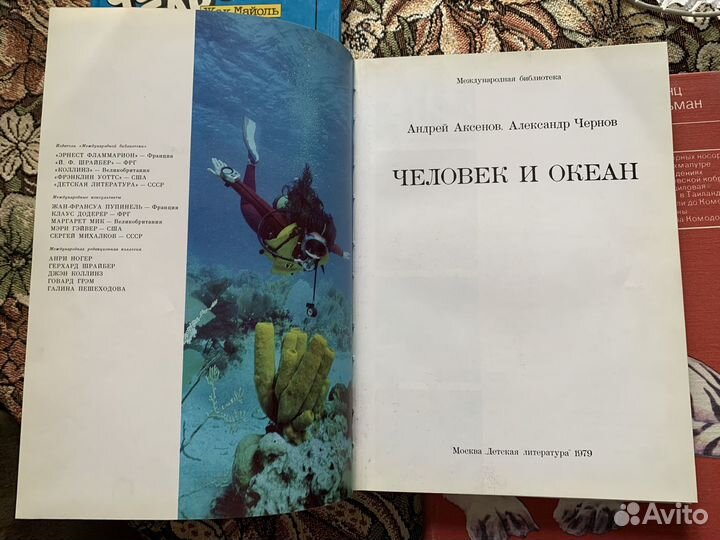 Жак Майоль
Издатели «Международной библиотеки»
«ЭРНЕСТ ФЛАММАРИОН» — Франция
«Й. Ф. ШРАЙБЕР» — ФРГ
«КОЛЛИНЗ» — Великобритания
«ФРЭНКЛИН УОТТС» — США
«ДЕТСКАЯ ЛИТЕРАТУРА» — СССР
Международные консультанты
ЖАН-ФРАНСУА ПУПИНЕЛЬ — Франция
КЛАУС ДОДЕРЕР — ФРГ
МАРГАРЕТ МИК — Великобритания
МЭРИ ГЭЙВЕР — США
СЕРГЕЙ МИХАЛКОВ — СССР
Международная редакционная коллегия
АНРИ НОГЕР
ГЕРХАРД ШРАЙБЕР
ДЖЭН КОЛЛИНЗ
ГОВАРД ГРЭМ
ГАЛИНА ПЕШЕХОДОВА
Международная библиотека
Андрей Аксенов. Александр Чернов
ЧЕЛОВЕК И ОКЕАН
Москва „Детская литература" 1979
Avito